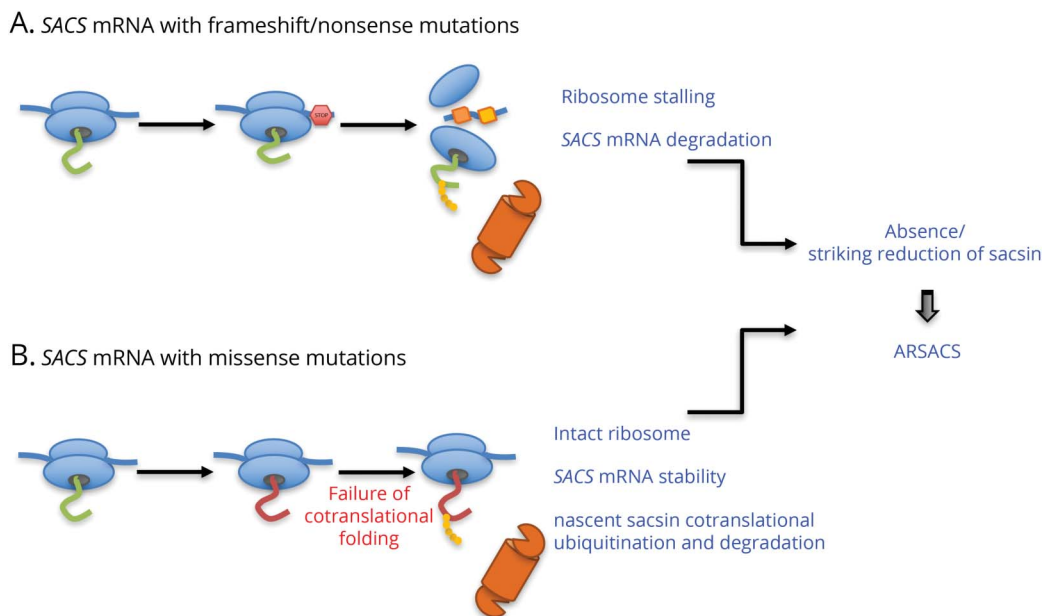 A. SACS mRNA with frameshift/nonsense mutations
STOP
Ribosome stalling
SACS mRNA degradation
Absence/
striking reduction of sacsin
ARSACS
B. SACS mRNA with missense mutations
Failure of
cotranslational
folding
Intact ribosome
SACS mRNA stability
nascent sacsin cotranslational
ubiquitination and degradation